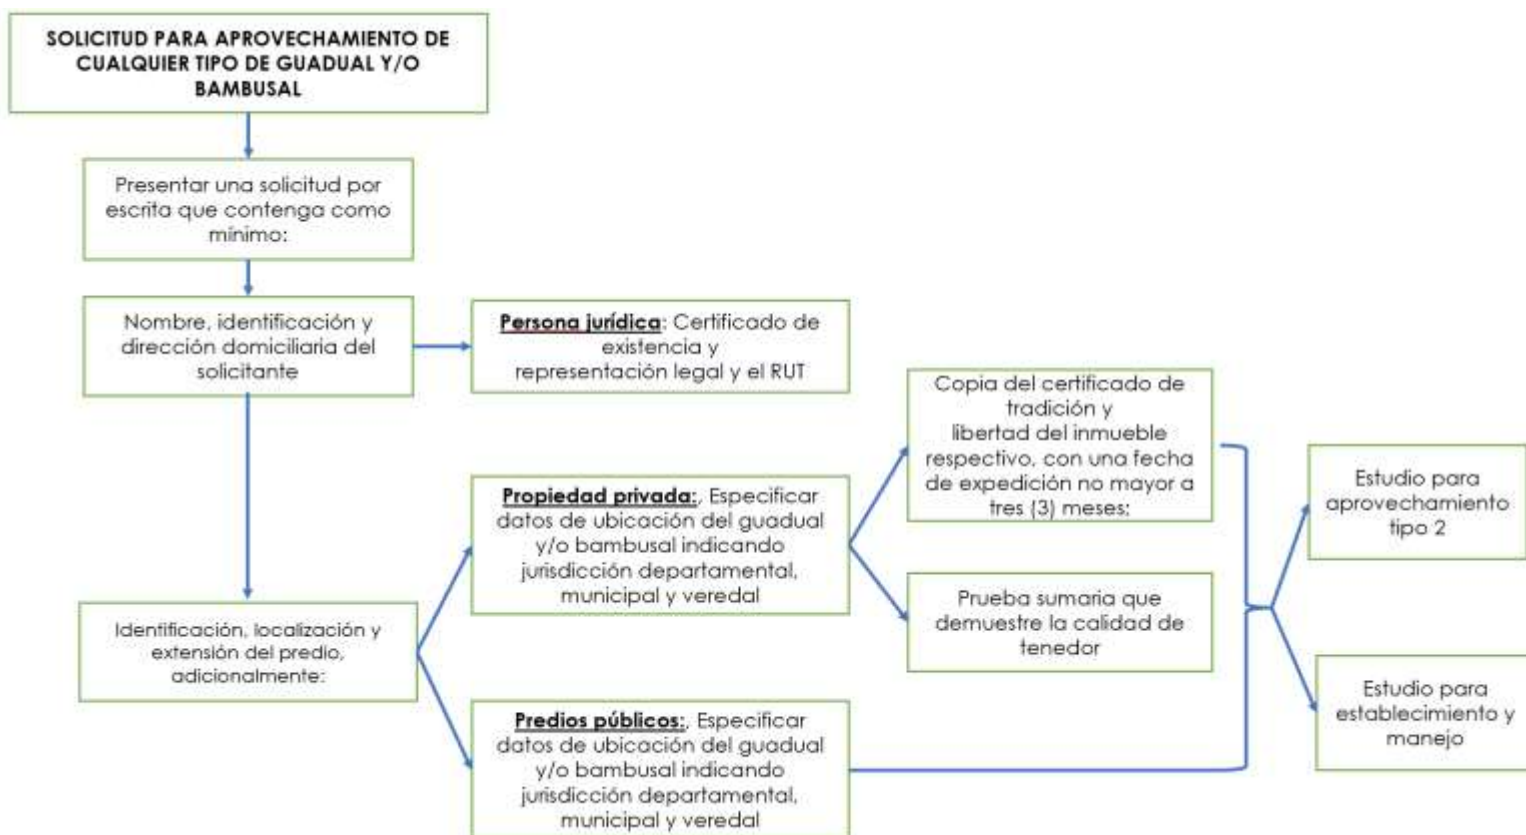 SOLICITUD PARA APROVECHAMIENTO DE
CUALQUIER TIPO DE GUADUAL Y/O
BAMBUSAL
Presentar una solicitud por
escrita que contenga como
mínimo:
Nombre, identificación y
dirección domiciliaria del
solicitante
Persona jurídica: Certificado de
existencia y
representación legal y el RUT
Identificación, localización y
extensión del predio,
adicionalmente:
Propiedad privada:, Especificar
datos de ubicación del guadual
y/o bambusal indicando
jurisdicción departamental,
municipal y veredal
Predios públicos:, Especificar
datos de ubicación del guadual
y/o bambusal indicando
jurisdicción departamental,
municipal y veredal
Copia del certificado de
tradición y
libertad del inmueble
respectivo, con una fecha
de expedición no mayor a
tres (3) meses;
Prueba sumaria que
demuestre la calidad de
tenedor
Estudio para
aprovechamiento
tipo 2
Estudio para
establecimiento y
manejo